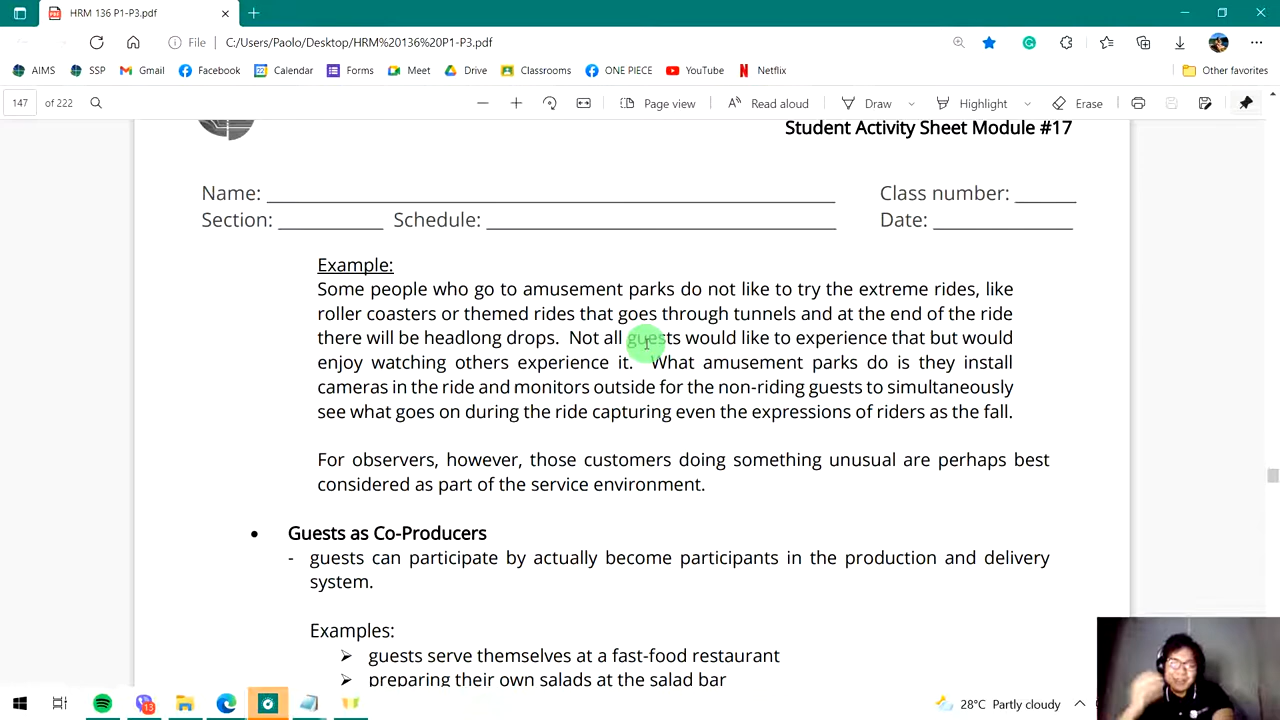 HRM 136 P1-P3.pdf
File C:/Users/Paolo/Desktop/HRM%20136%20P1-P3.pdf
AIMS SSP Gmail Facebook Calendar Forms Meet Drive Classrooms ONE PIECE YouTube Netflix Other favorites
147 of 222 Page view Read aloud Draw Highlight Erase
Student Activity Sheet Module #17
Name: Class number:
Section: Schedule: Date:
Example:
Some people who go to amusement parks do not like to try the extreme rides, like
roller coasters or themed rides that goes through tunnels and at the end of the ride
there will be headlong drops. Not all guests would like to experience that but would
enjoy watching others experience it. What amusement parks do is they install
cameras in the ride and monitors outside for the non-riding guests to simultaneously
see what goes on during the ride capturing even the expressions of riders as the fall.
For observers, however, those customers doing something unusual are perhaps best
considered as part of the service environment.
• Guests as Co-Producers
- guests can participate by actually become participants in the production and delivery
system.
Examples:
➢ guests serve themselves at a fast-food restaurant
➢ preparing their own salads at the salad bar
13 28°C Partly cloudy